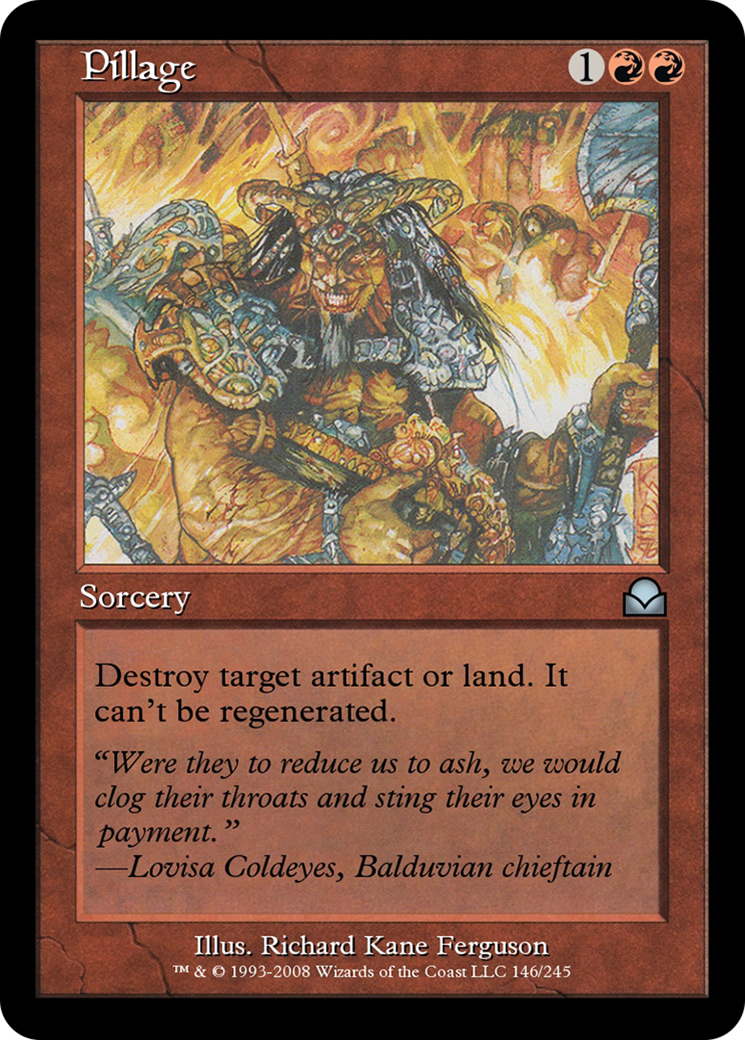 Pillage 1
Sorcery
Destroy target artifact or land. It
can't be regenerated.
“Were they to reduce us to ash, we would
clog their throats and sting their eyes in
payment.”
—Lovisa Coldeyes, Balduvian chieftain
Illus. Richard Kane Ferguson
™ & © 1993-2008 Wizards of the Coast LLC 146/245